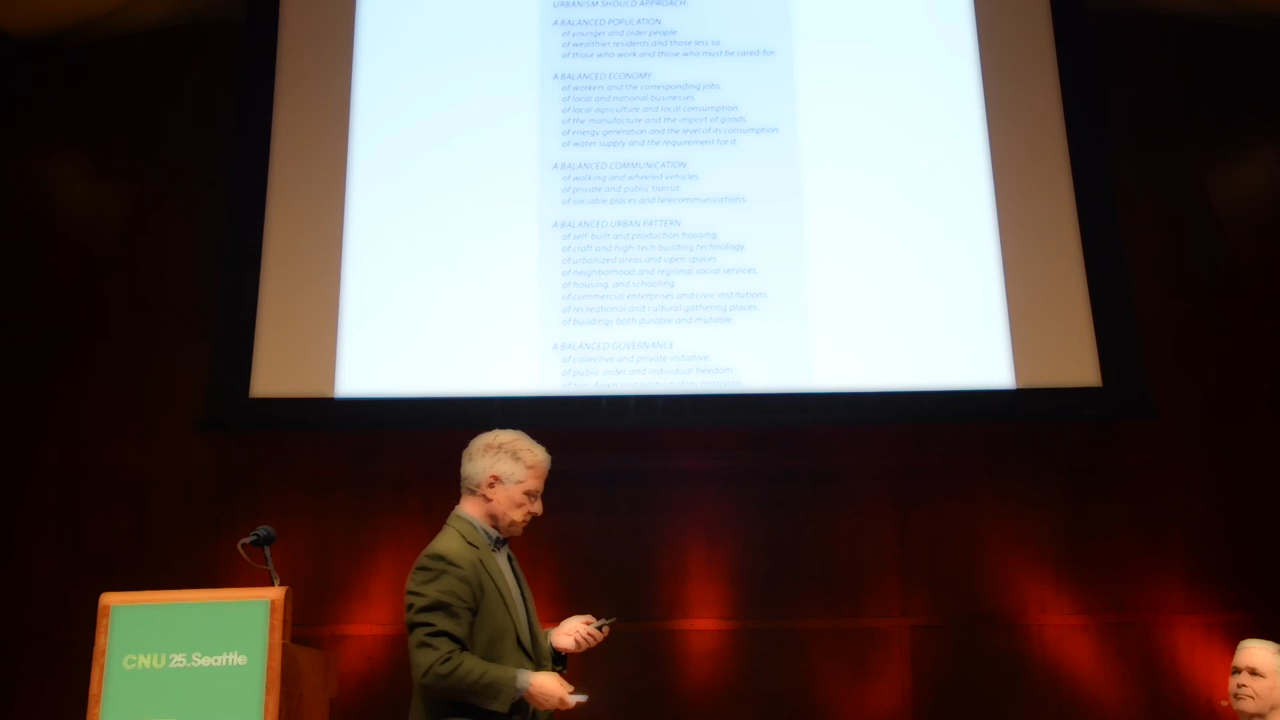 URBANISM SHOULD APPROACH:
A BALANCED POPULATION
of younger and older people.
of wealthier residents and those less so.
of those who work and those who must be cared-for.
A BALANCED ECONOMY
of workers and the corresponding jobs.
of local and national businesses.
of local agriculture and local consumption.
of the manufacture and the import of goods.
of energy generation and the level of its consumption.
of water supply and the requirement for it.
A BALANCED COMMUNICATION
of walking and wheeled vehicles.
of private and public transit.
of sociable places and telecommunications.
A BALANCED URBAN PATTERN
of self-built and production housing.
of craft and high-tech building technology.
of urbanized areas and open spaces.
of neighborhood and regional social services.
of housing, and schooling.
of commercial enterprises and civic institutions.
of recreational and cultural gathering places.
of buildings both durable and mutable.
A BALANCED GOVERNANCE
of collective and private initiative.
of public order and individual freedom.
of top-down and
CNU 25.Seattle